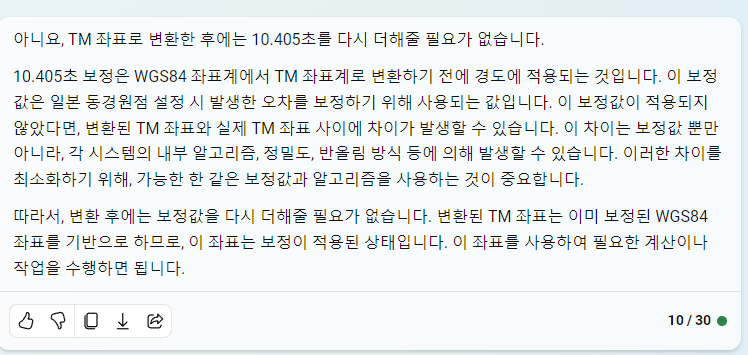 아니요, TM 좌표로 변환한 후에는 10.405초를 다시 더해줄 필요가 없습니다.
10.405초 보정은 WGS84 좌표계에서 TM 좌표계로 변환하기 전에 경도에 적용되는 것입니다. 이 보정
값은 일본 동경원점 설정 시 발생한 오차를 보정하기 위해 사용되는 값입니다. 이 보정값이 적용되지
않았다면, 변환된 TM 좌표와 실제 TM 좌표 사이에 차이가 발생할 수 있습니다. 이 차이는 보정값 뿐만
아니라, 각 시스템의 내부 알고리즘, 정밀도, 반올림 방식 등에 의해 발생할 수 있습니다. 이러한 차이를
최소화하기 위해, 가능한 한 같은 보정값과 알고리즘을 사용하는 것이 중요합니다.
따라서, 변환 후에는 보정값을 다시 더해줄 필요가 없습니다. 변환된 TM 좌표는 이미 보정된 WGS84
좌표를 기반으로 하므로, 이 좌표는 보정이 적용된 상태입니다. 이 좌표를 사용하여 필요한 계산이나
작업을 수행하면 됩니다.
10 / 30